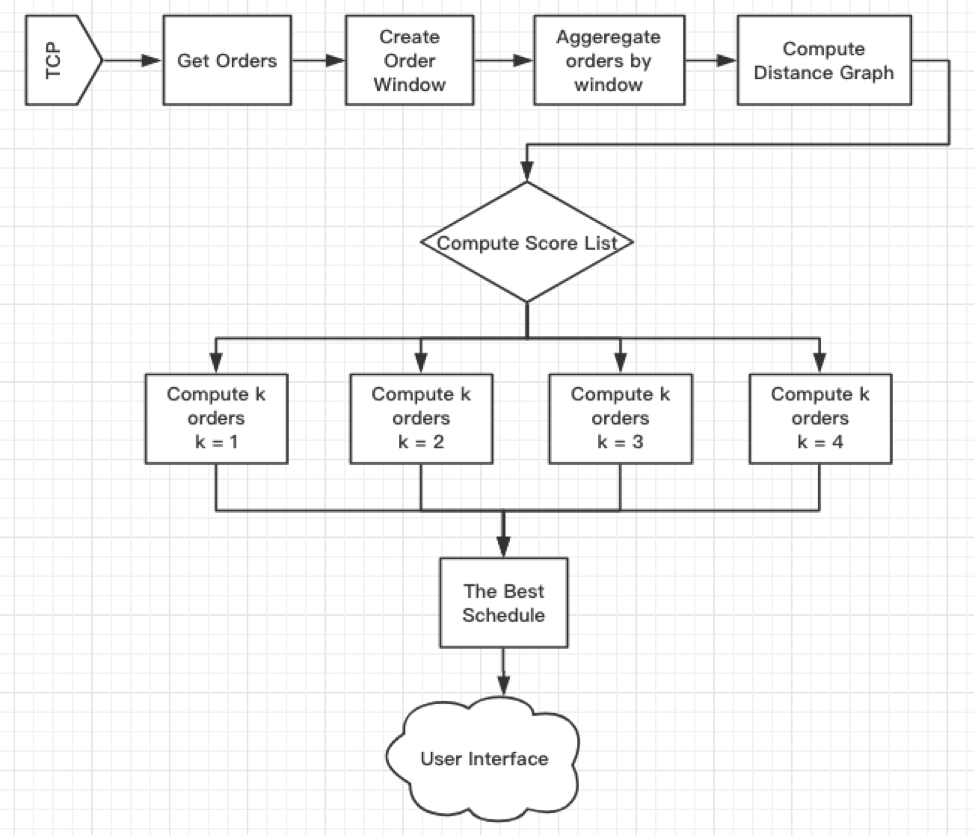 TCP
Get Orders
Create
Order
Window
Aggeregate
orders by
window
Compute
Distance Graph
Compute Score List
Compute k
orders
k = 1
Compute k
orders
k = 2
Compute k
orders
k = 3
Compute k
orders
k = 4
The Best
Schedule
User Interface